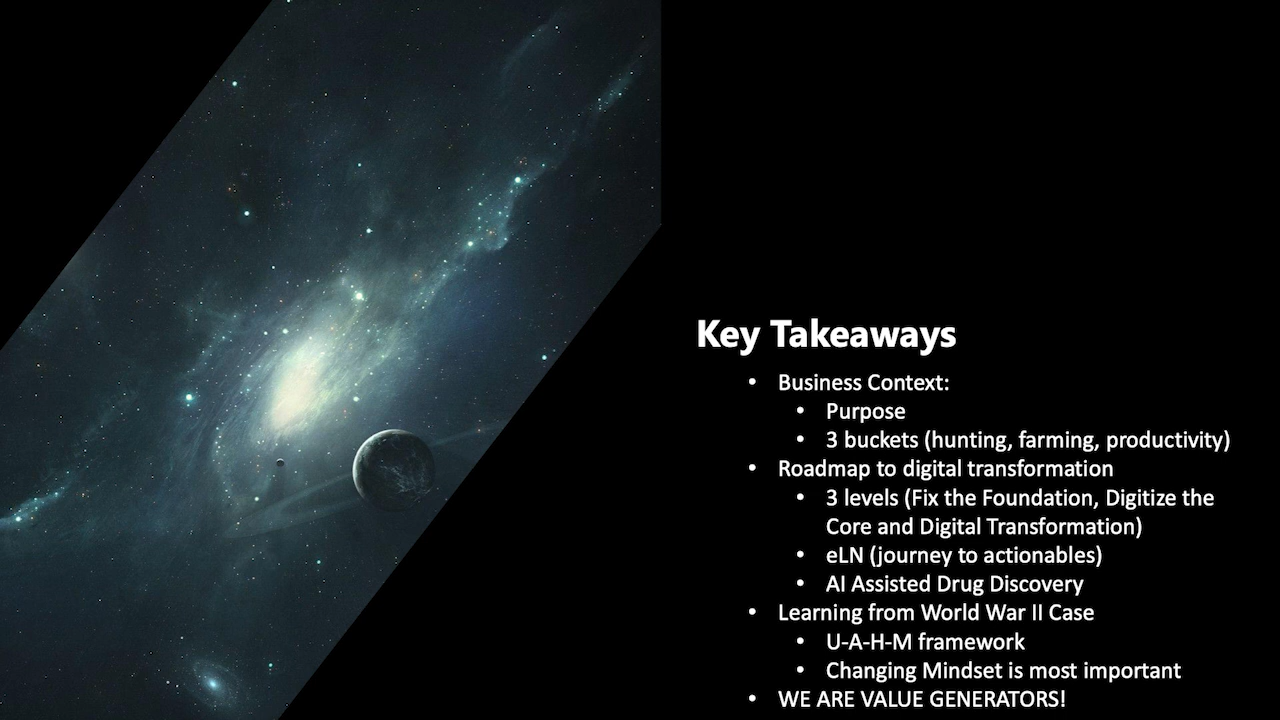 Key Takeaways
• Business Context:
• Purpose
• 3 buckets (hunting, farming, productivity)
• Roadmap to digital transformation
• 3 levels (Fix the Foundation, Digitize the
Core and Digital Transformation)
• eLN (journey to actionables)
• AI Assisted Drug Discovery
• Learning from World War II Case
• U-A-H-M framework
• Changing Mindset is most important
• WE ARE VALUE GENERATORS!